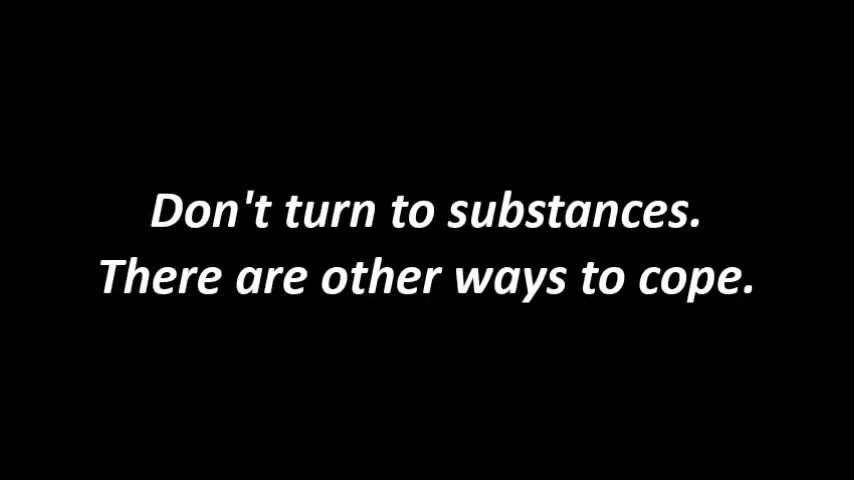 Don't turn to substances.
There are other ways to cope.